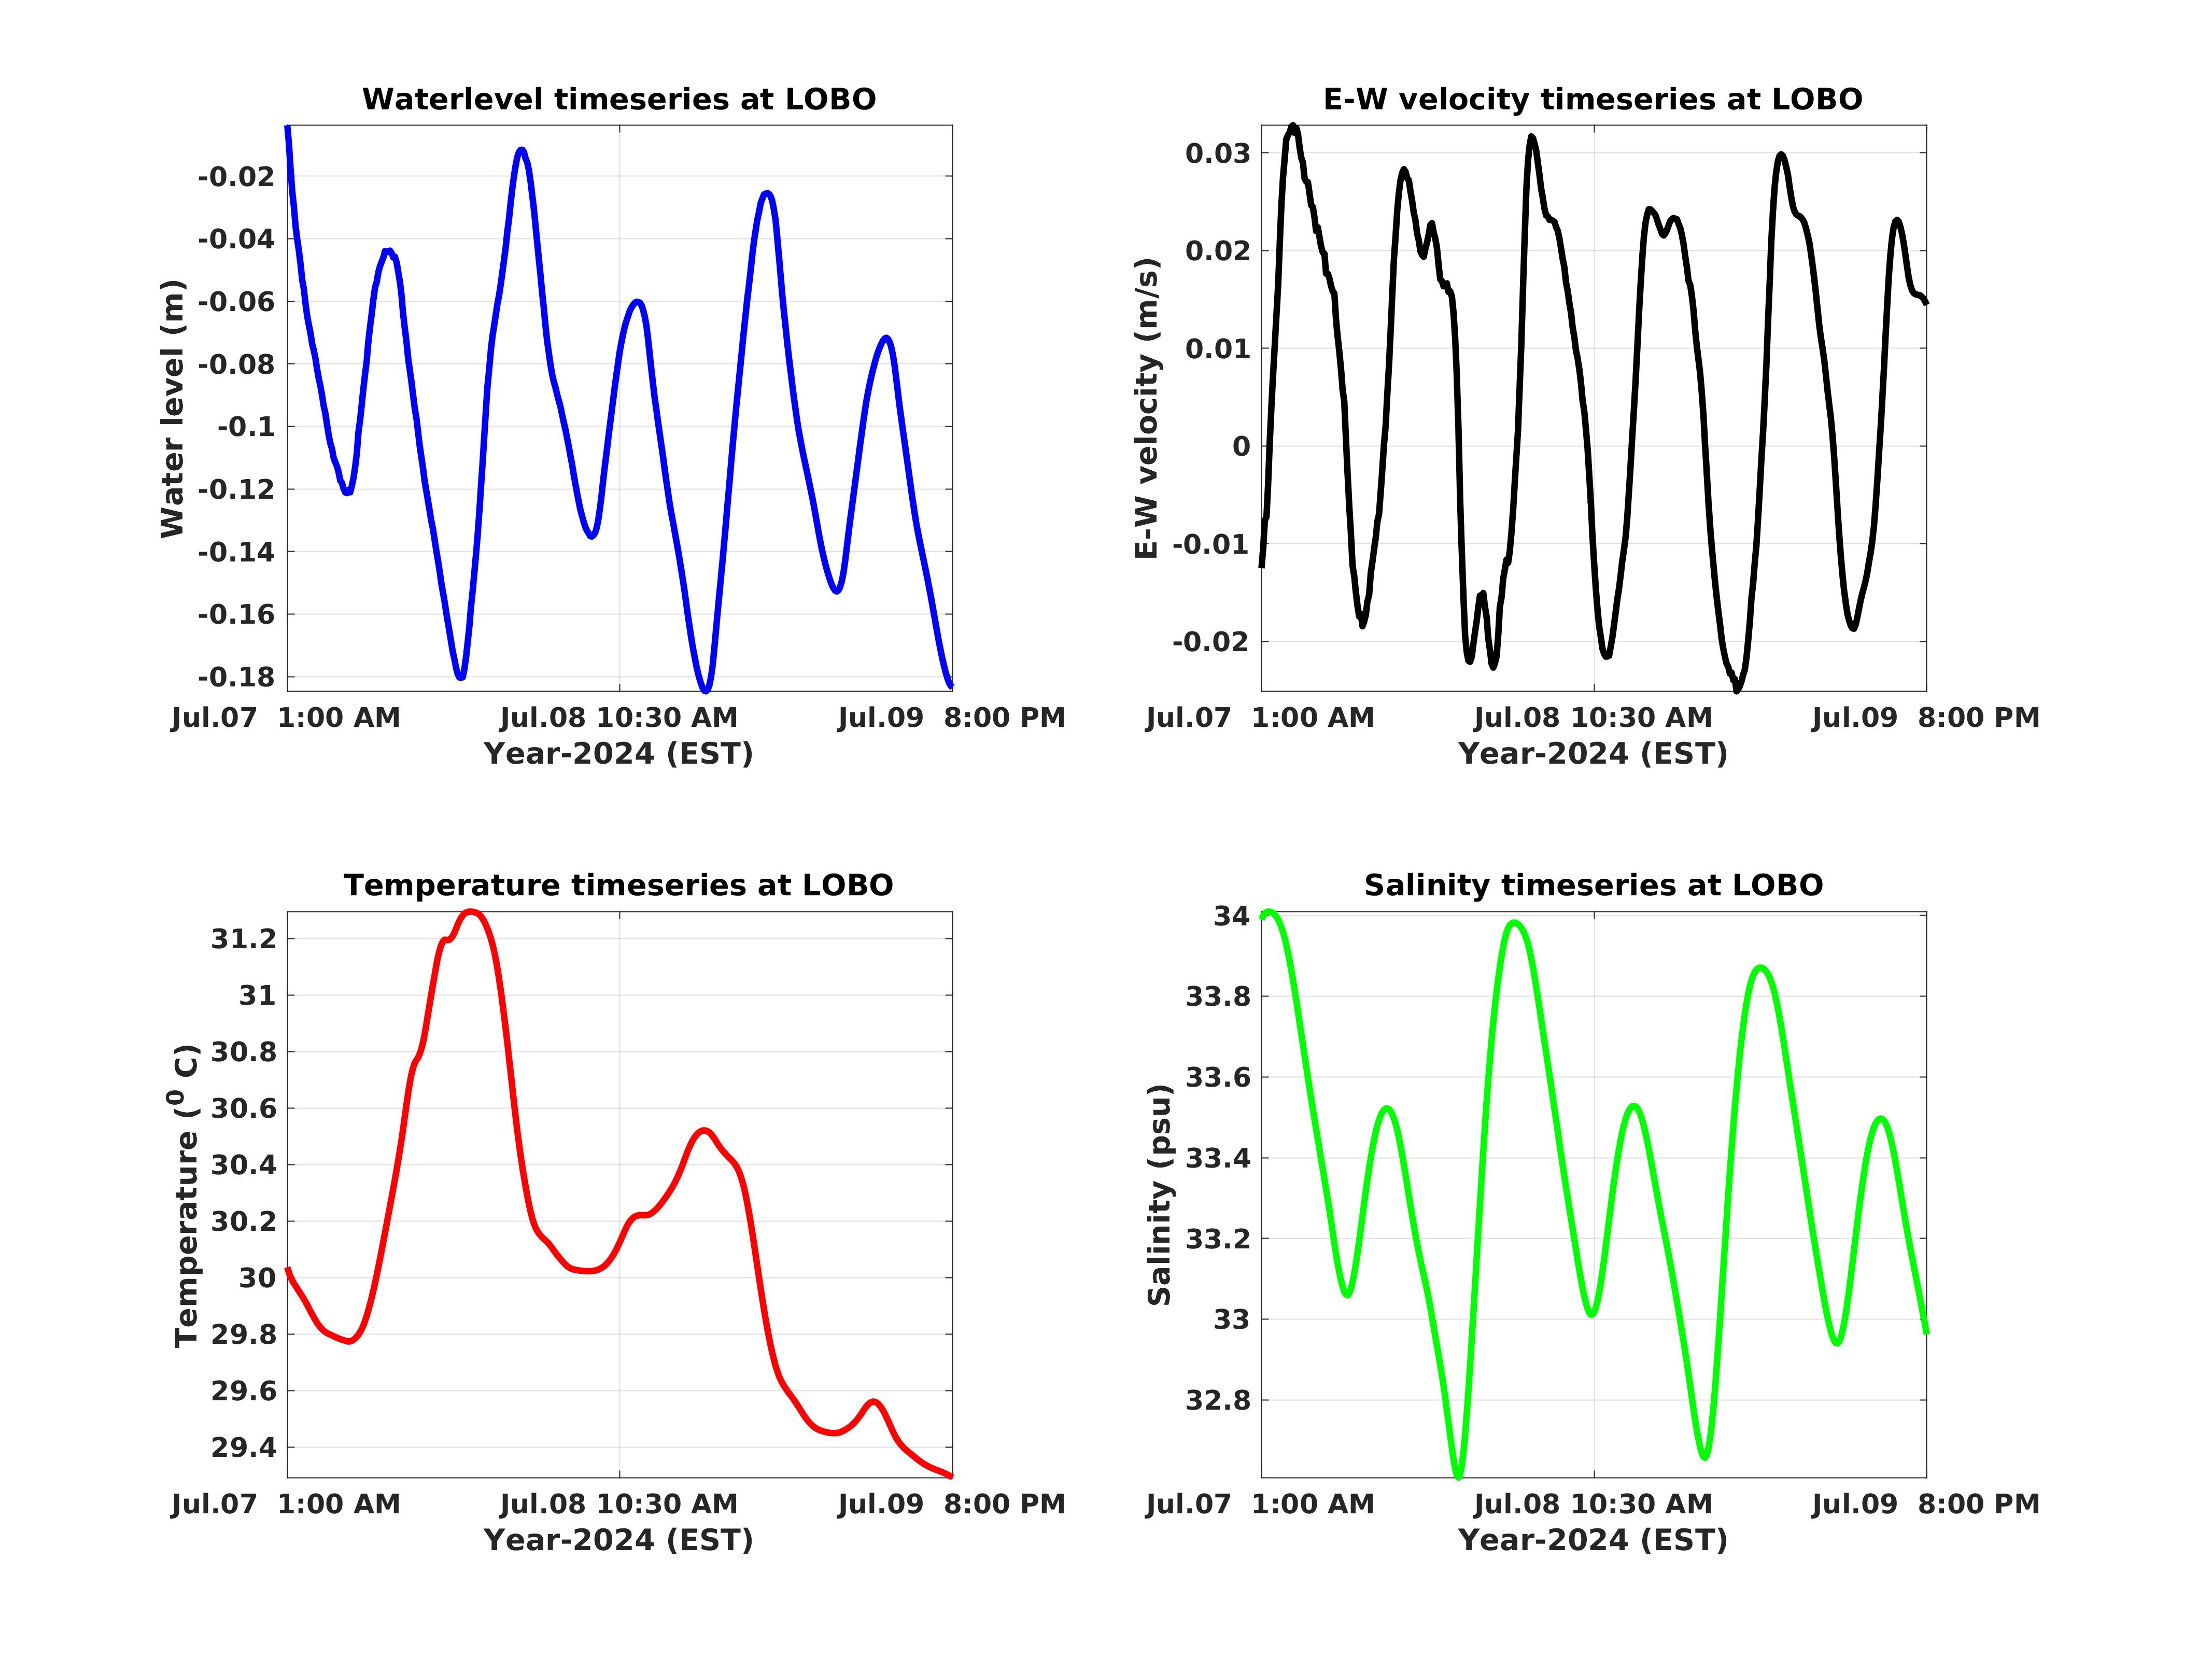 Waterlevel timeseries at LOBO
Water level (m)
-0.02
-0.04
-0.06
-0.08
-0.1
-0.12
-0.14
-0.16
-0.18
Jul.07 1:00 AM Jul.08 10:30 AM Jul.09 8:00 PM
Year-2024 (EST)
E-W velocity timeseries at LOBO
E-W velocity (m/s)
0.03
0.02
0.01
0
-0.01
-0.02
Jul.07 1:00 AM Jul.08 10:30 AM Jul.09 8:00 PM
Year-2024 (EST)
Temperature timeseries at LOBO
Temperature (⁰ C)
31.2
31
30.8
30.6
30.4
30.2
30
29.8
29.6
29.4
Jul.07 1:00 AM Jul.08 10:30 AM Jul.09 8:00 PM
Year-2024 (EST)
Salinity timeseries at LOBO
Salinity (psu)
34
33.8
33.6
33.4
33.2
33
32.8
Jul.07 1:00 AM Jul.08 10:30 AM Jul.09 8:00 PM
Year-2024 (EST)